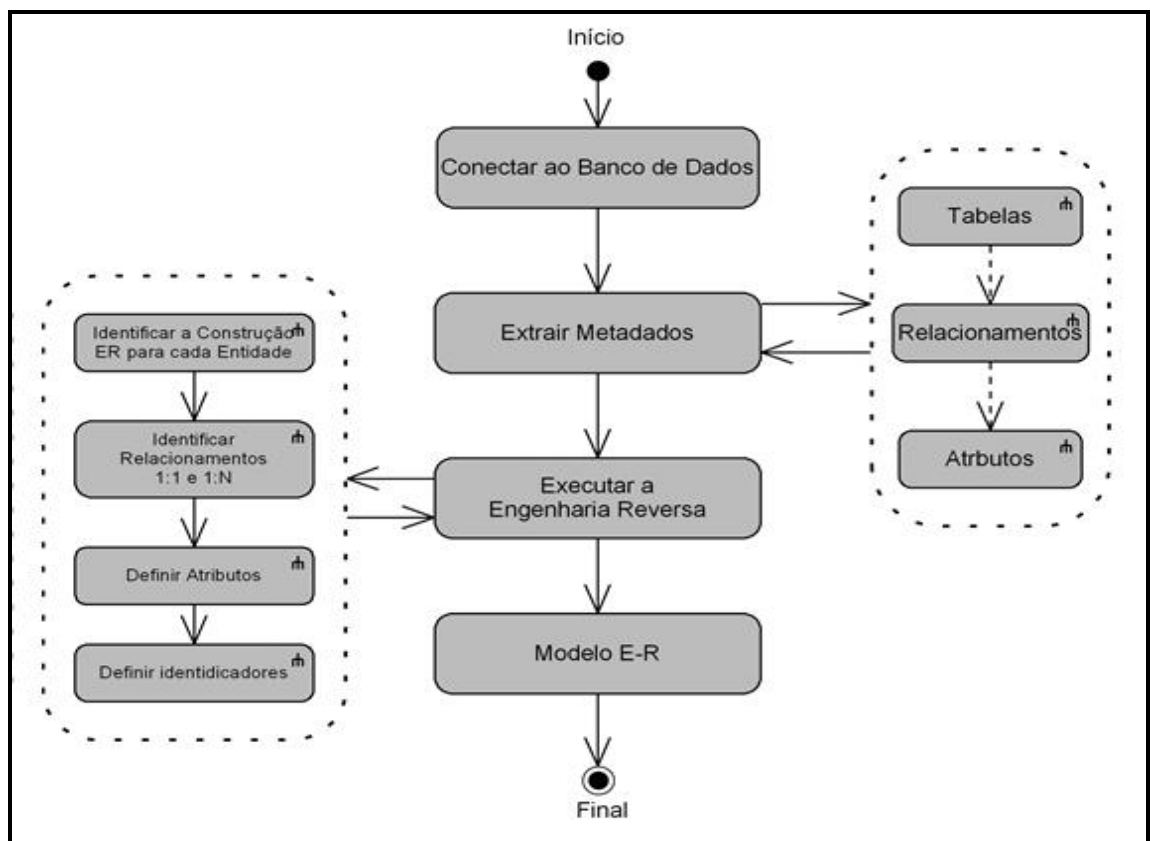 Início
Conectar ao Banco de Dados
Extrair Metadados
Executar a
Engenharia Reversa
Modelo E-R
Final
Tabelas
Relacionamentos
Atrbutos
Identificar a Construção
ER para cada Entidade
Identificar
Relacionamentos
1:1 e 1:N
Definir Atributos
Definir identidicadores